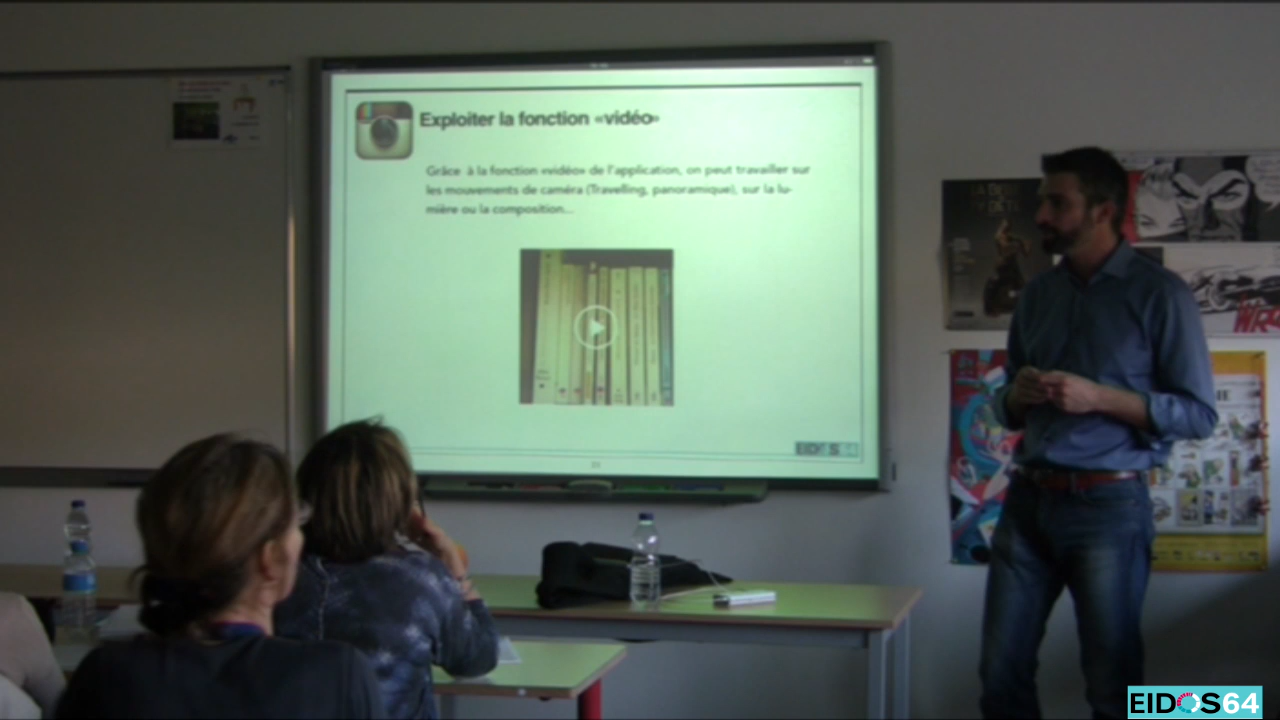 Exploiter la fonction «vidéo»
Grâce à la fonction «vidéo» de l'application, on peut travailler sur
les mouvements de caméra (Travelling, panoramique), sur la lu-
mière ou la composition...
EIDOS64
EIDOS64